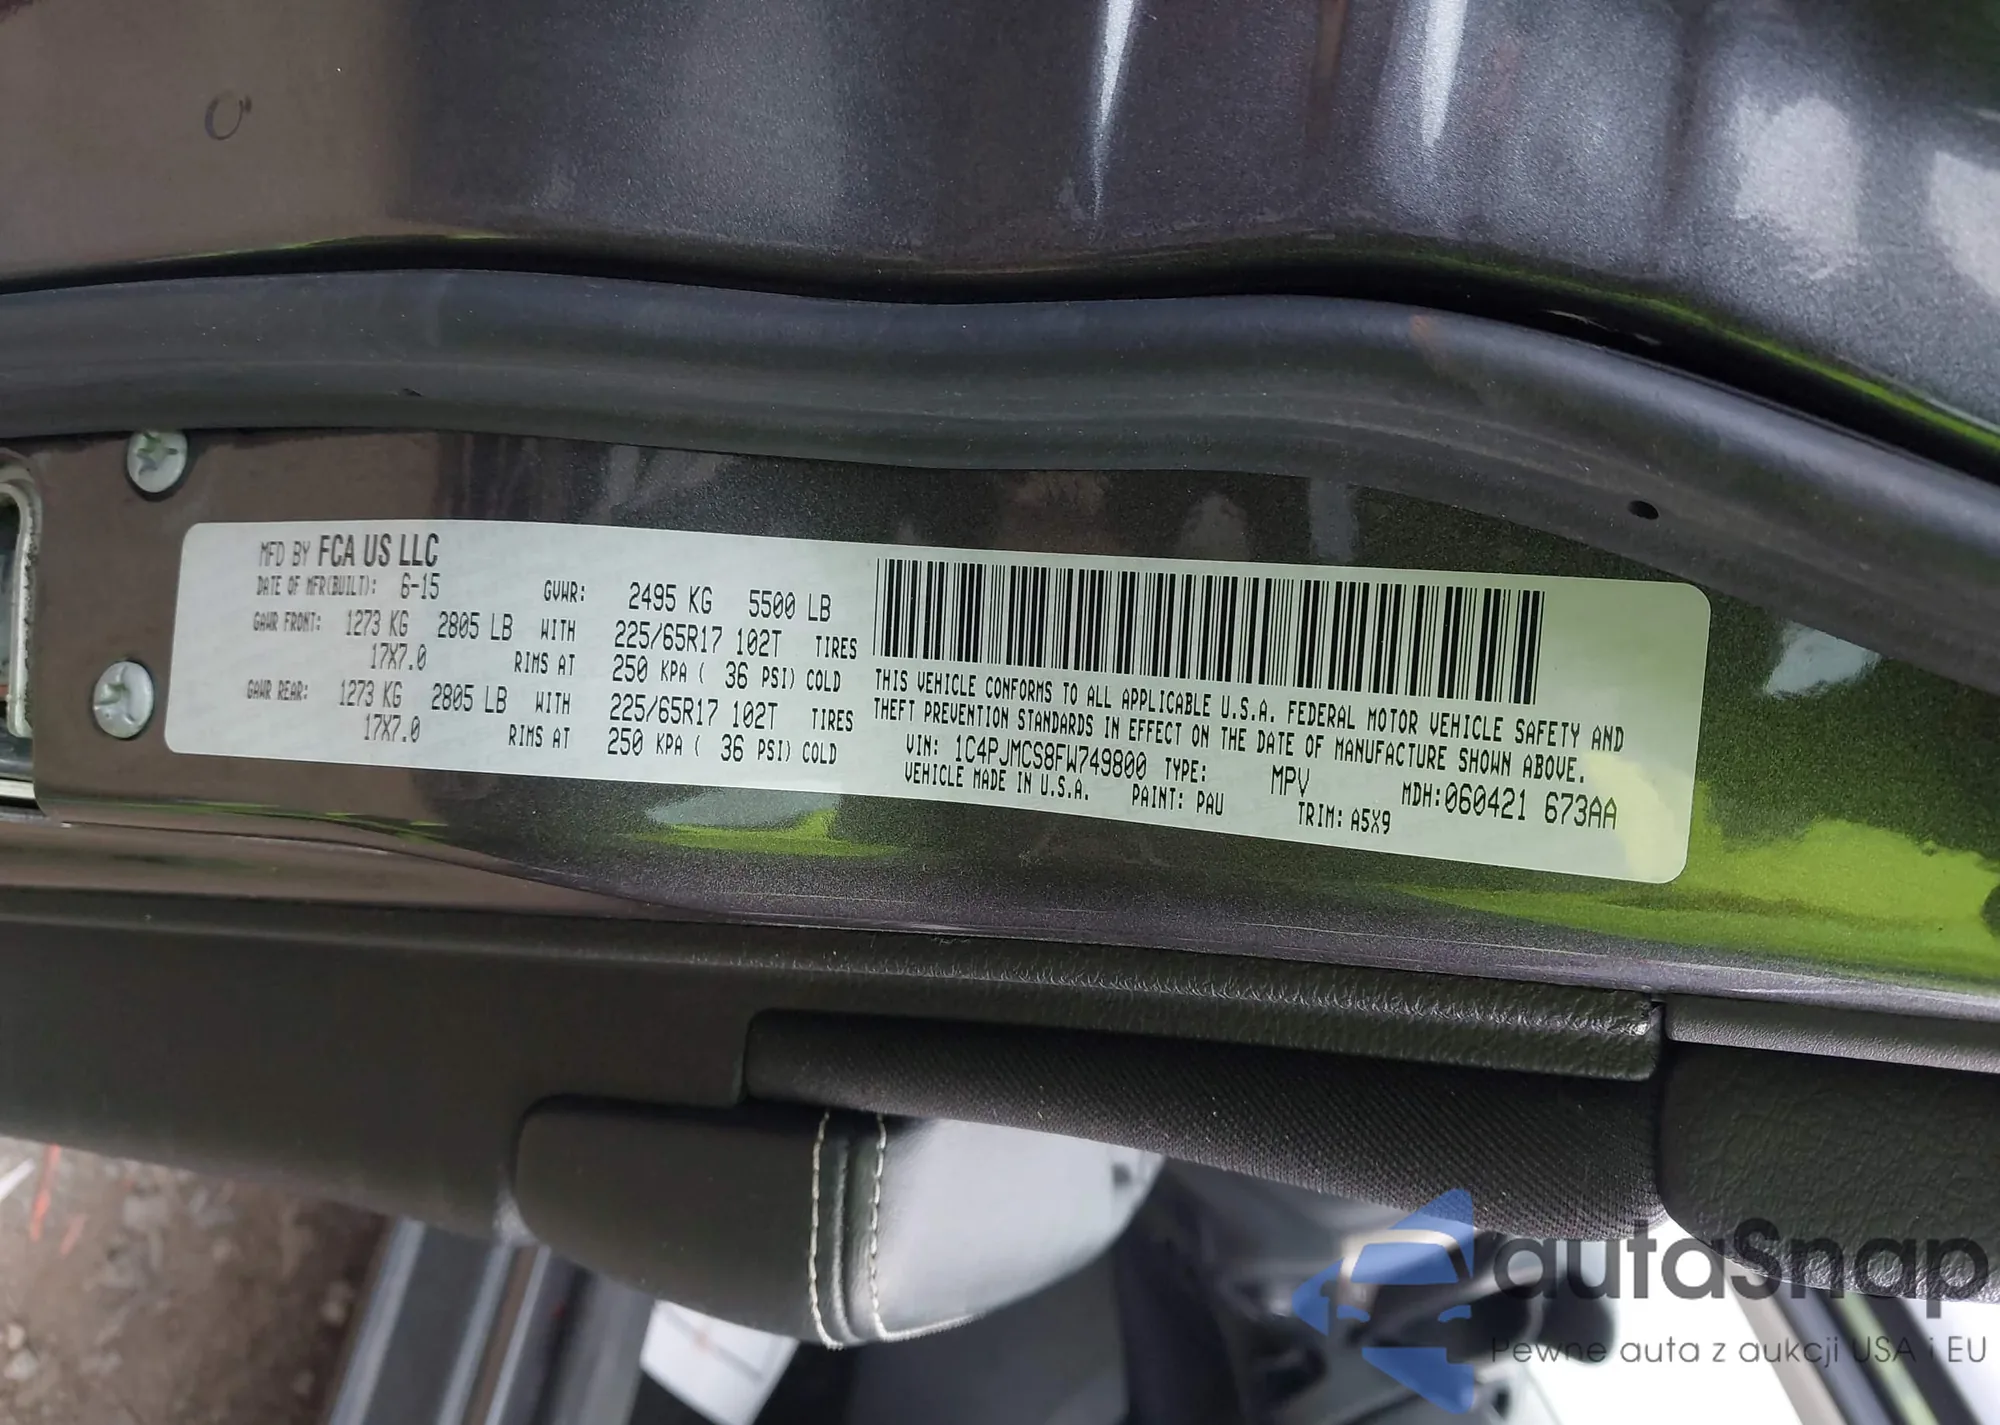 MFD BY FCA US LLC
DATE OF MFR(BUILT): 6-15 GVWR: 2495 KG 5500 LB
GAWR FRONT: 1273 KG 2805 LB WITH 225/65R17 102T TIRES
17X7.0 RIMS AT 250 KPA ( 36 PSI) COLD
GAWR REAR: 1273 KG 2805 LB WITH 225/65R17 102T TIRES
17X7.0 RIMS AT 250 KPA ( 36 PSI) COLD
THIS VEHICLE CONFORMS TO ALL APPLICABLE U.S.A. FEDERAL MOTOR VEHICLE SAFETY AND
THEFT PREVENTION STANDARDS IN EFFECT ON THE DATE OF MANUFACTURE SHOWN ABOVE.
VIN: 1C4PJMCS8FW749800 TYPE: MPV MDH:060421 673AA
VEHICLE MADE IN U.S.A. PAINT: PAU TRIM: A5X9
autaSnap
Pewne auta z aukcji USA i EU